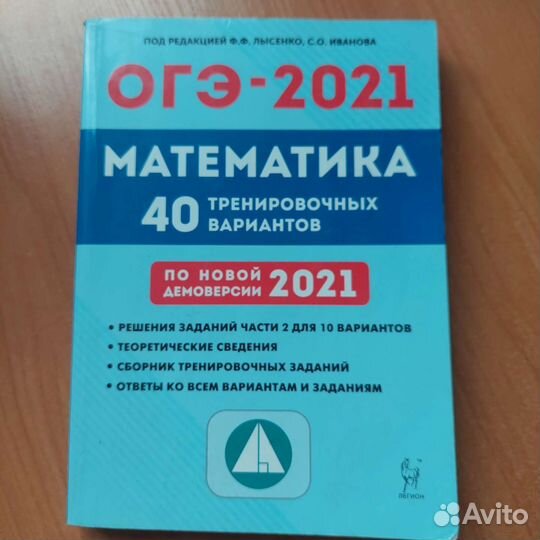 ПОД РЕДАКЦИЕЙ Ф.Ф. ЛЫСЕНКО, С.О. ИВАНОВА
ОГЭ-2021
МАТЕМАТИКА
40 ТРЕНИРОВОЧНЫХ
ВАРИАНТОВ
ПО НОВОЙ
ДЕМОВЕРСИИ 2021
• РЕШЕНИЯ ЗАДАНИЙ ЧАСТИ 2 ДЛЯ 10 ВАРИАНТОВ
• ТЕОРЕТИЧЕСКИЕ СВЕДЕНИЯ
• СБОРНИК ТРЕНИРОВОЧНЫХ ЗАДАНИЙ
• ОТВЕТЫ КО ВСЕМ ВАРИАНТАМ И ЗАДАНИЯМ
ЛЕГИОН
Avito